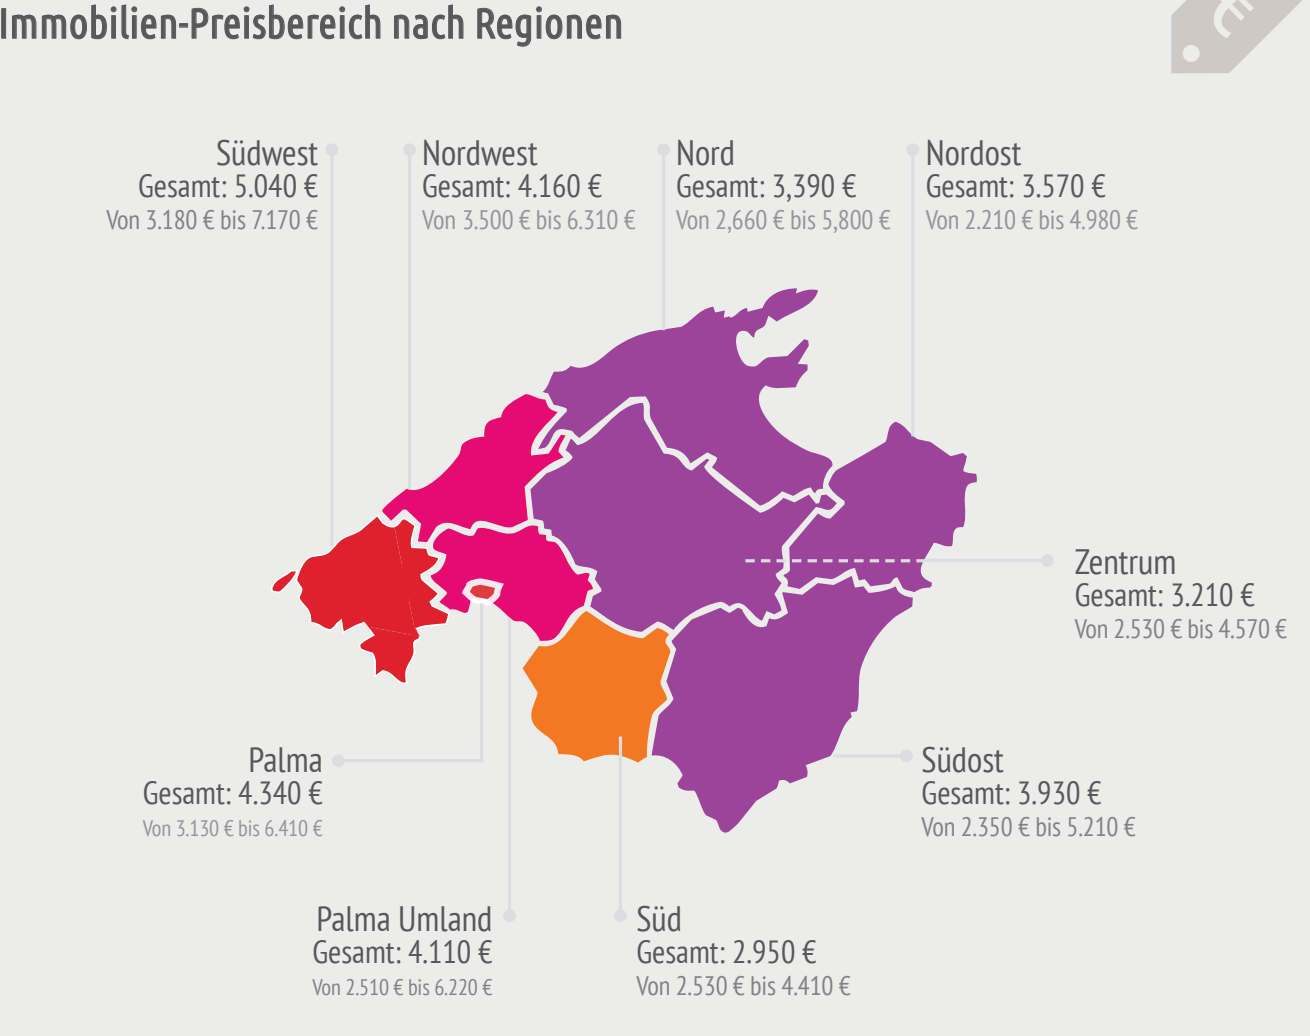 Immobilien-Preisbereich nach Regionen
€
Südwest
Gesamt: 5.040 €
Von 3.180 € bis 7.170 €
Nordwest
Gesamt: 4.160 €
Von 3.500 € bis 6.310 €
Nord
Gesamt: 3,390 €
Von 2,660 € bis 5,800 €
Nordost
Gesamt: 3.570 €
Von 2.210 € bis 4.980 €
Zentrum
Gesamt: 3.210 €
Von 2.530 € bis 4.570 €
Palma
Gesamt: 4.340 €
Von 3.130 € bis 6.410 €
Südost
Gesamt: 3.930 €
Von 2.350 € bis 5.210 €
Palma Umland
Gesamt: 4.110 €
Von 2.510 € bis 6.220 €
Süd
Gesamt: 2.950 €
Von 2.530 € bis 4.410 €